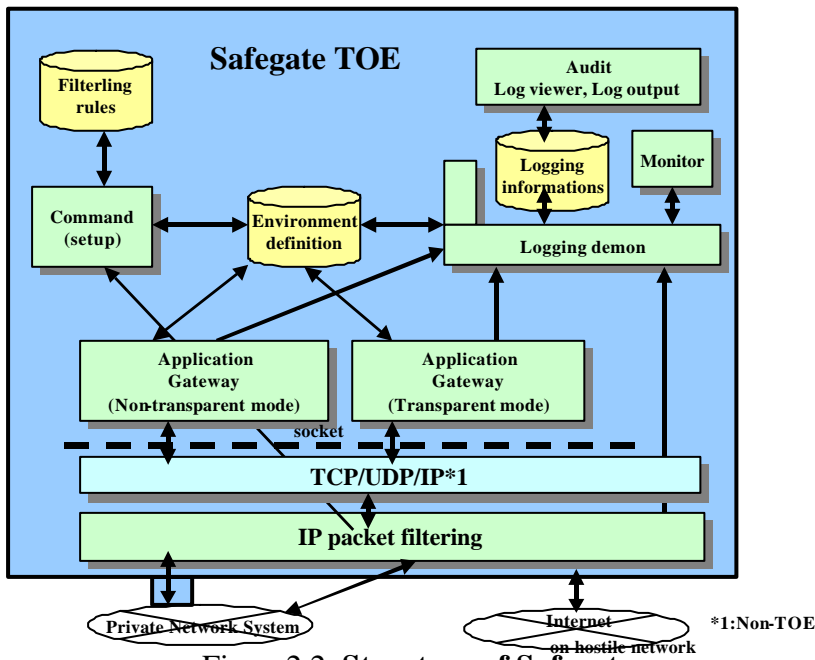 Safegate TOE
Filterling
rules
Audit
Log viewer, Log output
Logging
informations
Monitor
Command
(setup)
Environment
definition
Logging demon
Application
Gateway
(Non-transparent mode)
Application
Gateway
(Transparent mode)
socket
TCP/UDP/IP*1
IP packet filtering
Private Network System
Internet
on hostile network
*1:Non-TOE